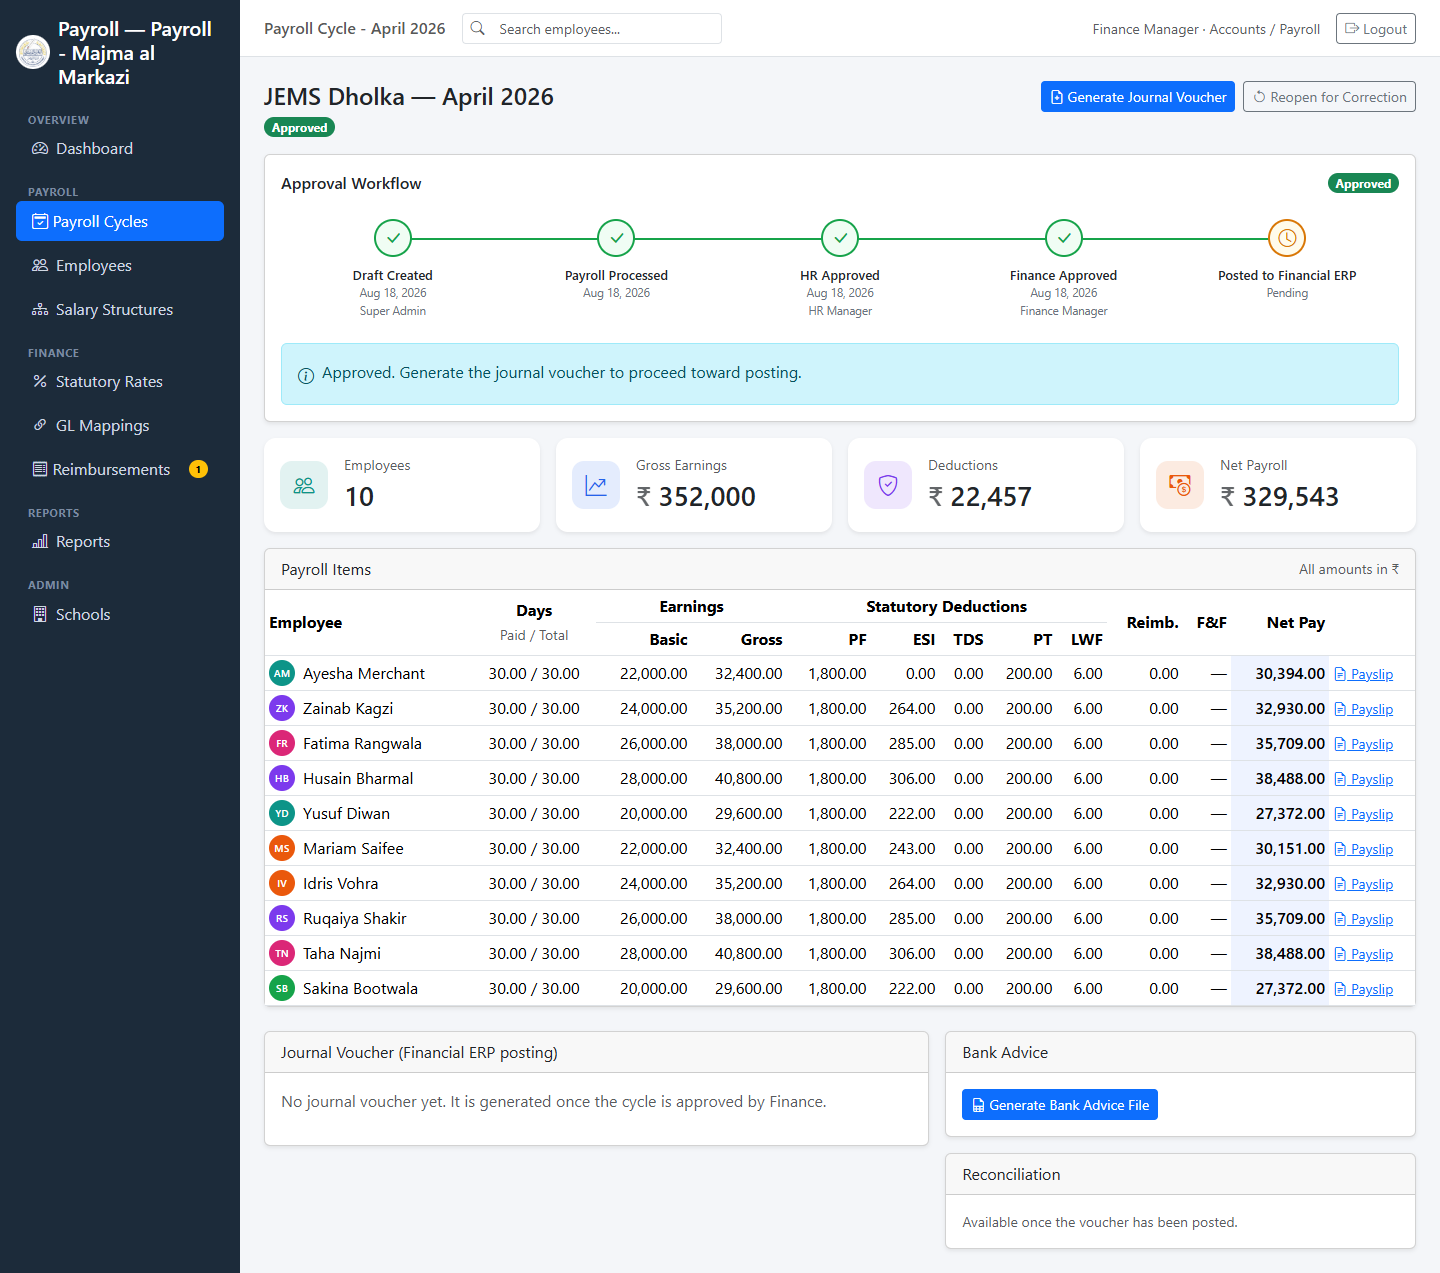 Payroll — Payroll - Majma al Markazi
OVERVIEW
Dashboard
PAYROLL
Payroll Cycles
Employees
Salary Structures
FINANCE
Statutory Rates
GL Mappings
Reimbursements 1
REPORTS
Reports
ADMIN
Schools
Payroll Cycle - April 2026
Search employees...
Finance Manager · Accounts / Payroll
Logout
JEMS Dholka — April 2026
Approved
Generate Journal Voucher
Reopen for Correction
Approval Workflow
Approved
Draft Created
Aug 18, 2026
Super Admin
Payroll Processed
Aug 18, 2026
HR Approved
Aug 18, 2026
HR Manager
Finance Approved
Aug 18, 2026
Finance Manager
Posted to Financial ERP
Pending
Approved. Generate the journal voucher to proceed toward posting.
Employees
10
Gross Earnings
₹ 352,000
Deductions
₹ 22,457
Net Payroll
₹ 329,543
Payroll Items
All amounts in ₹
Employee Days Paid / Total Earnings Statutory Deductions Reimb. F&F Net Pay
Basic Gross PF ESI TDS PT LWF
AM Ayesha Merchant 30.00 / 30.00 22,000.00 32,400.00 1,800.00 0.00 0.00 200.00 6.00 0.00 — 30,394.00 Payslip
ZK Zainab Kagzi 30.00 / 30.00 24,000.00 35,200.00 1,800.00 264.00 0.00 200.00 6.00 0.00 — 32,930.00 Payslip
FR Fatima Rangwala 30.00 / 30.00 26,000.00 38,000.00 1,800.00 285.00 0.00 200.00 6.00 0.00 — 35,709.00 Payslip
HB Husain Bharmal 30.00 / 30.00 28,000.00 40,800.00 1,800.00 306.00 0.00 200.00 6.00 0.00 — 38,488.00 Payslip
YD Yusuf Diwan 30.00 / 30.00 20,000.00 29,600.00 1,800.00 222.00 0.00 200.00 6.00 0.00 — 27,372.00 Payslip
MS Mariam Saifee 30.00 / 30.00 22,000.00 32,400.00 1,800.00 243.00 0.00 200.00 6.00 0.00 — 30,151.00 Payslip
IV Idris Vohra 30.00 / 30.00 24,000.00 35,200.00 1,800.00 264.00 0.00 200.00 6.00 0.00 — 32,930.00 Payslip
RS Ruqaiya Shakir 30.00 / 30.00 26,000.00 38,000.00 1,800.00 285.00 0.00 200.00 6.00 0.00 — 35,709.00 Payslip
TN Taha Najmi 30.00 / 30.00 28,000.00 40,800.00 1,800.00 306.00 0.00 200.00 6.00 0.00 — 38,488.00 Payslip
SB Sakina Bootwala 30.00 / 30.00 20,000.00 29,600.00 1,800.00 222.00 0.00 200.00 6.00 0.00 — 27,372.00 Payslip
Journal Voucher (Financial ERP posting)
No journal voucher yet. It is generated once the cycle is approved by Finance.
Bank Advice
Generate Bank Advice File
Reconciliation
Available once the voucher has been posted.